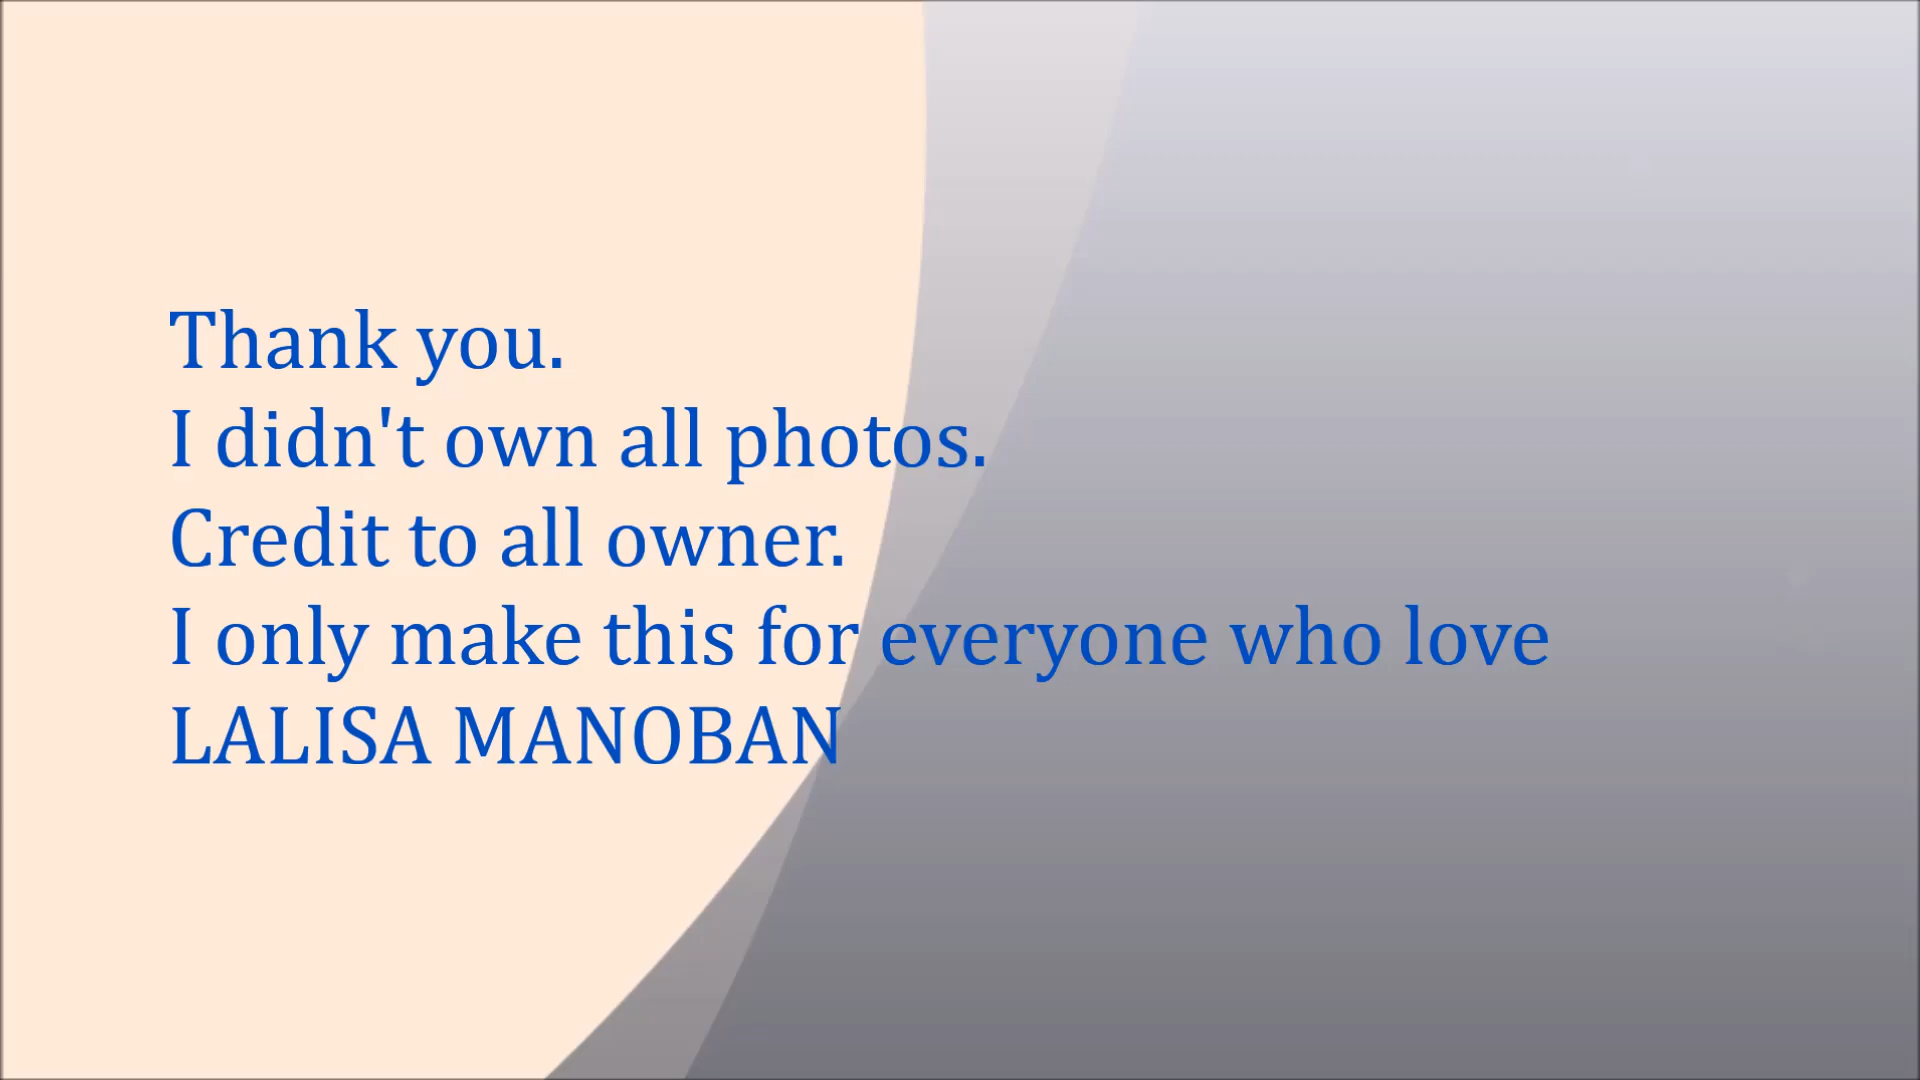 Thank you.
I didn't own all photos.
Credit to all owner.
I only make this for everyone who love
LALISA MANOBAN